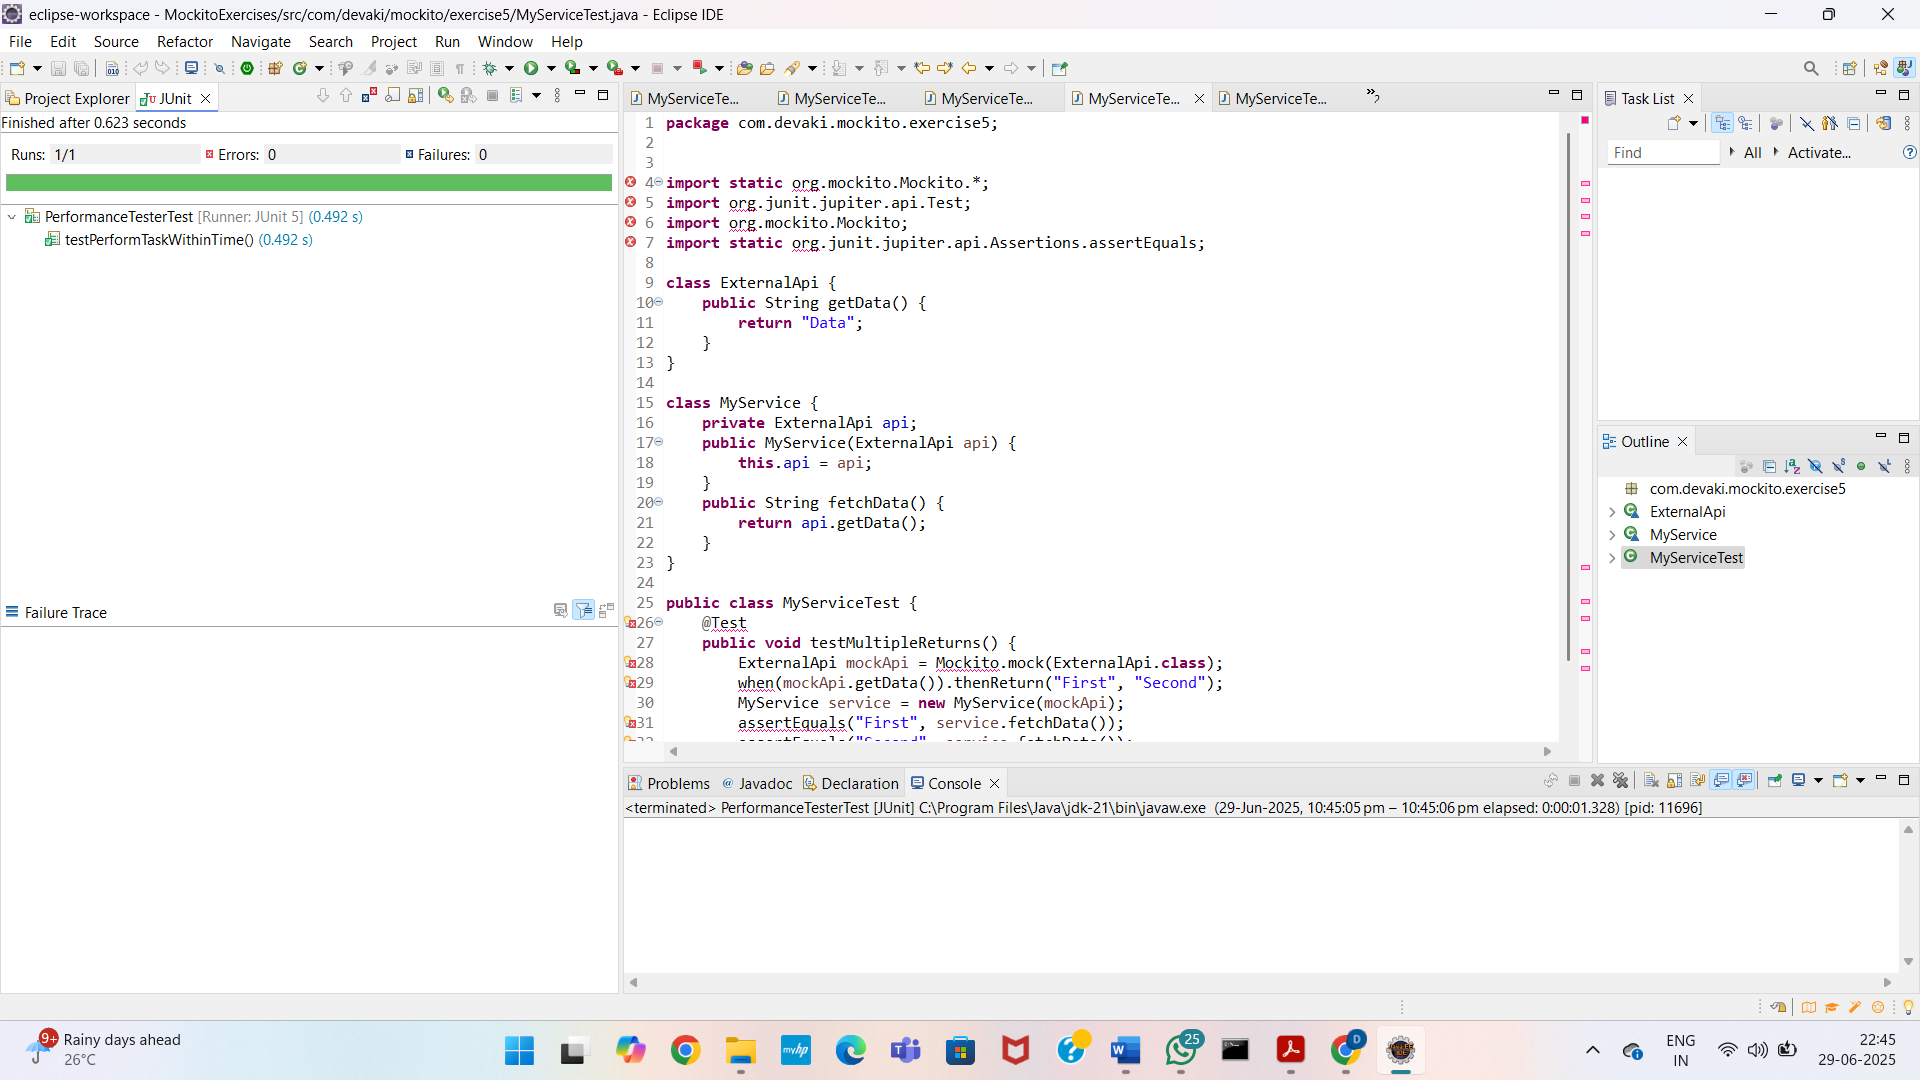 eclipse-workspace - MockitoExercises/src/com/devaki/mockito/exercise5/MyServiceTest.java - Eclipse IDE
File Edit Source Refactor Navigate Search Project Run Window Help
Project Explorer JUnit
Finished after 0.623 seconds
Runs: 1/1 Errors: 0 Failures: 0
PerformanceTesterTest [Runner: JUnit 5] (0.492 s)
testPerformTaskWithinTime() (0.492 s)
Failure Trace
MyServiceTe... MyServiceTe... MyServiceTe... MyServiceTe... MyServiceTe... 
1 package com.devaki.mockito.exercise5;
2
3
4 import static org.mockito.Mockito.*;
5 import org.junit.jupiter.api.Test;
6 import org.mockito.Mockito;
7 import static org.junit.jupiter.api.Assertions.assertEquals;
8
9 class ExternalApi {
10 public String getData() {
11 return "Data";
12 }
13 }
14
15 class MyService {
16 private ExternalApi api;
17 public MyService(ExternalApi api) {
18 this.api = api;
19 }
20 public String fetchData() {
21 return api.getData();
22 }
23 }
24
25 public class MyServiceTest {
26 @Test
27 public void testMultipleReturns() {
28 ExternalApi mockApi = Mockito.mock(ExternalApi.class);
29 when(mockApi.getData()).thenReturn("First", "Second");
30 MyService service = new MyService(mockApi);
31 assertEquals("First", service.fetchData());
Task List
Find All Activate...
Outline
com.devaki.mockito.exercise5
ExternalApi
MyService
MyServiceTest
Problems Javadoc Declaration Console
<terminated> PerformanceTesterTest [JUnit] C:\Program Files\Java\jdk-21\bin\javaw.exe (29-Jun-2025, 10:45:05 pm – 10:45:06 pm elapsed: 0:00:01.328) [pid: 11696]
9+ Rainy days ahead
26°C
myhp
25
D
ENG
IN
22:45
29-06-2025